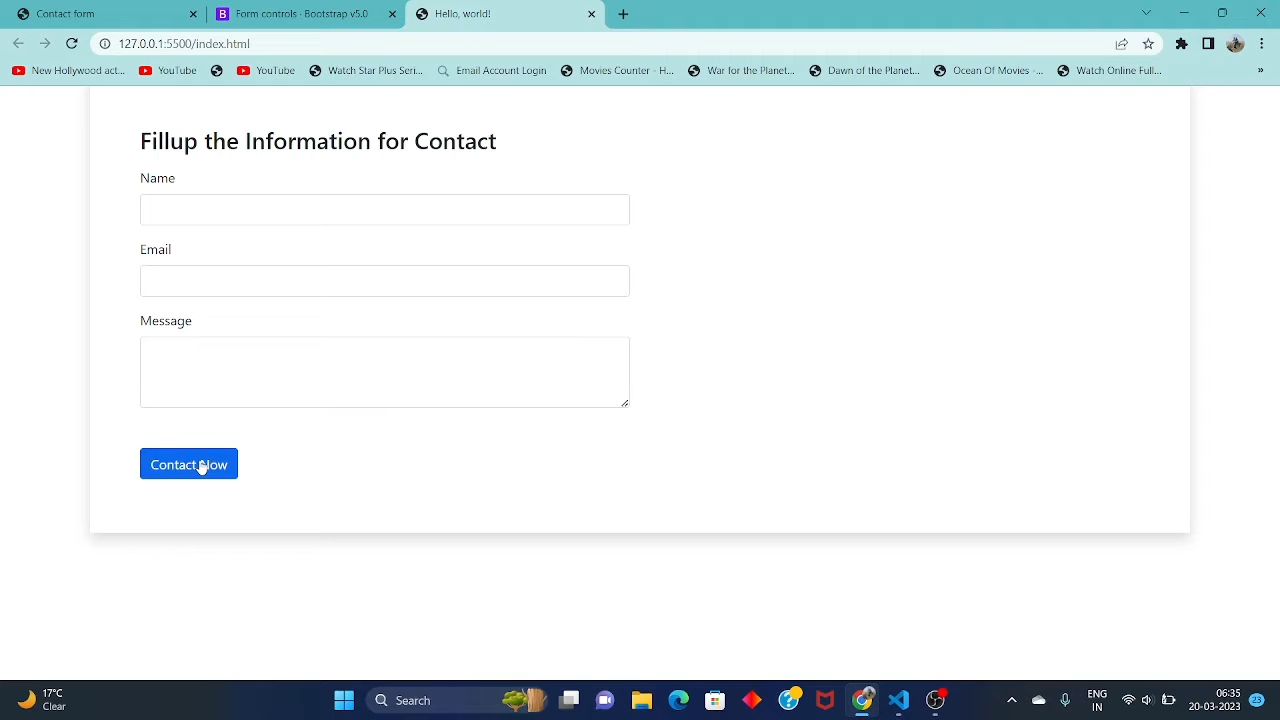 Contact form
Form controls · Bootstrap v5.0
Hello, world!
127.0.0.1:5500/index.html
New Hollywood act...
YouTube
YouTube
Watch Star Plus Seri...
Email Account Login
Movies Counter - H...
War for the Planet...
Dawn of the Planet...
Ocean Of Movies -...
Watch Online Full...
»
Fillup the Information for Contact
Name
Email
Message
Contact Now
17°C
Clear
Search
ENG
IN
06:35
20-03-2023
23